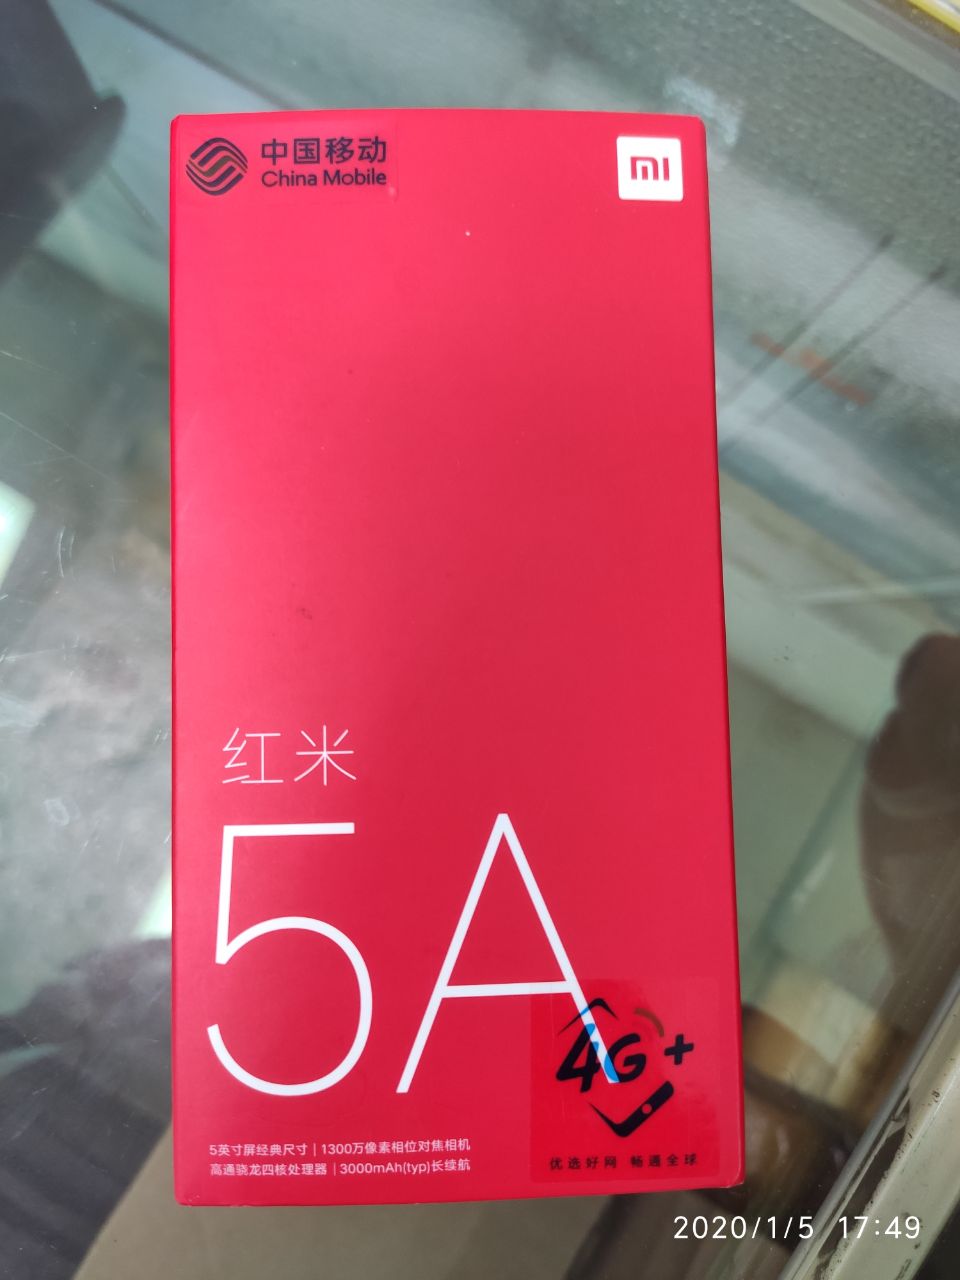 中国移动
China Mobile
mi
红米
5A
4G+
5英寸屏经典尺寸 | 1300万像素相位对焦相机
高通骁龙四核处理器 | 3000mAh(typ)长续航
优选好网 畅通全球
2020/1/5 17:49